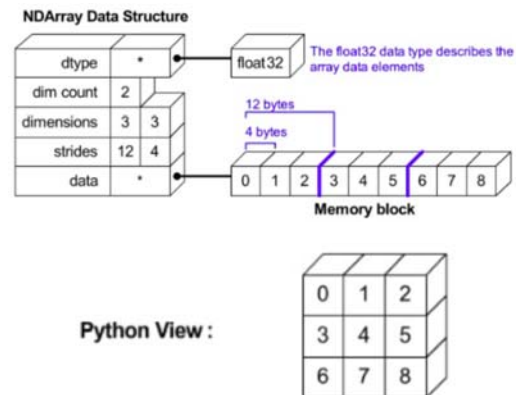 NDArray Data Structure
dtype *
float32
The float32 data type describes the
array data elements
dim count 2
dimensions 3 3
strides 12 4
data *
12 bytes
4 bytes
0 1 2 3 4 5 6 7 8
Memory block
Python View :
0 1 2
3 4 5
6 7 8